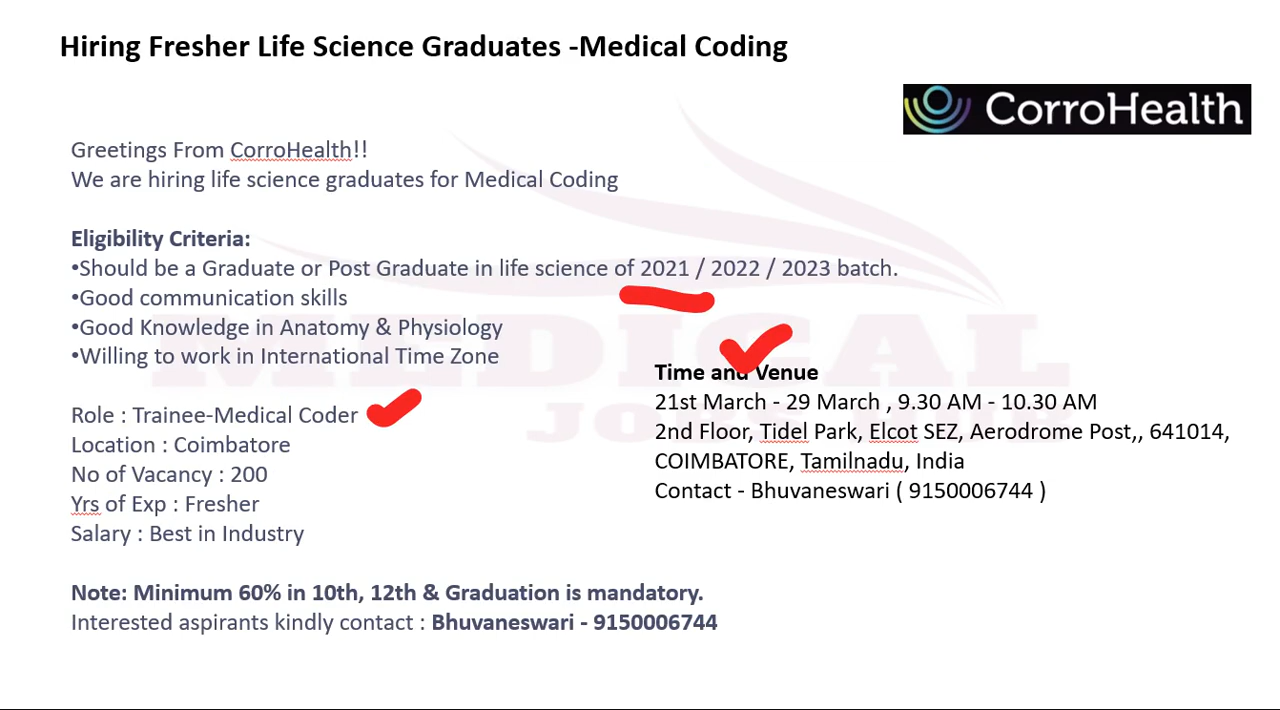 Hiring Fresher Life Science Graduates -Medical Coding
CorroHealth
Greetings From CorroHealth!!
We are hiring life science graduates for Medical Coding
Eligibility Criteria:
•Should be a Graduate or Post Graduate in life science of 2021 / 2022 / 2023 batch.
•Good communication skills
•Good Knowledge in Anatomy & Physiology
•Willing to work in International Time Zone
Role : Trainee-Medical Coder
Location : Coimbatore
No of Vacancy : 200
Yrs of Exp : Fresher
Salary : Best in Industry
Time and Venue
21st March - 29 March , 9.30 AM - 10.30 AM
2nd Floor, Tidel Park, Elcot SEZ, Aerodrome Post,, 641014,
COIMBATORE, Tamilnadu, India
Contact - Bhuvaneswari ( 9150006744 )
Note: Minimum 60% in 10th, 12th & Graduation is mandatory.
Interested aspirants kindly contact : Bhuvaneswari - 9150006744
MEDICAL